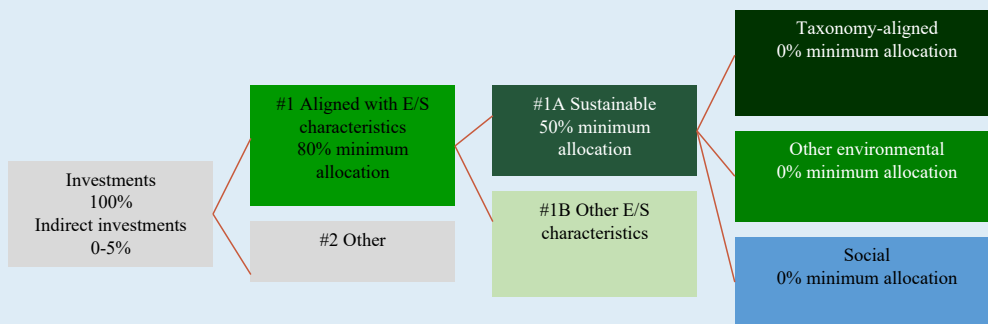 Investments
100%
Indirect investments
0-5%
#1 Aligned with E/S
characteristics
80% minimum
allocation
#2 Other
#1A Sustainable
50% minimum
allocation
#1B Other E/S
characteristics
Taxonomy-aligned
0% minimum allocation
Other environmental
0% minimum allocation
Social
0% minimum allocation